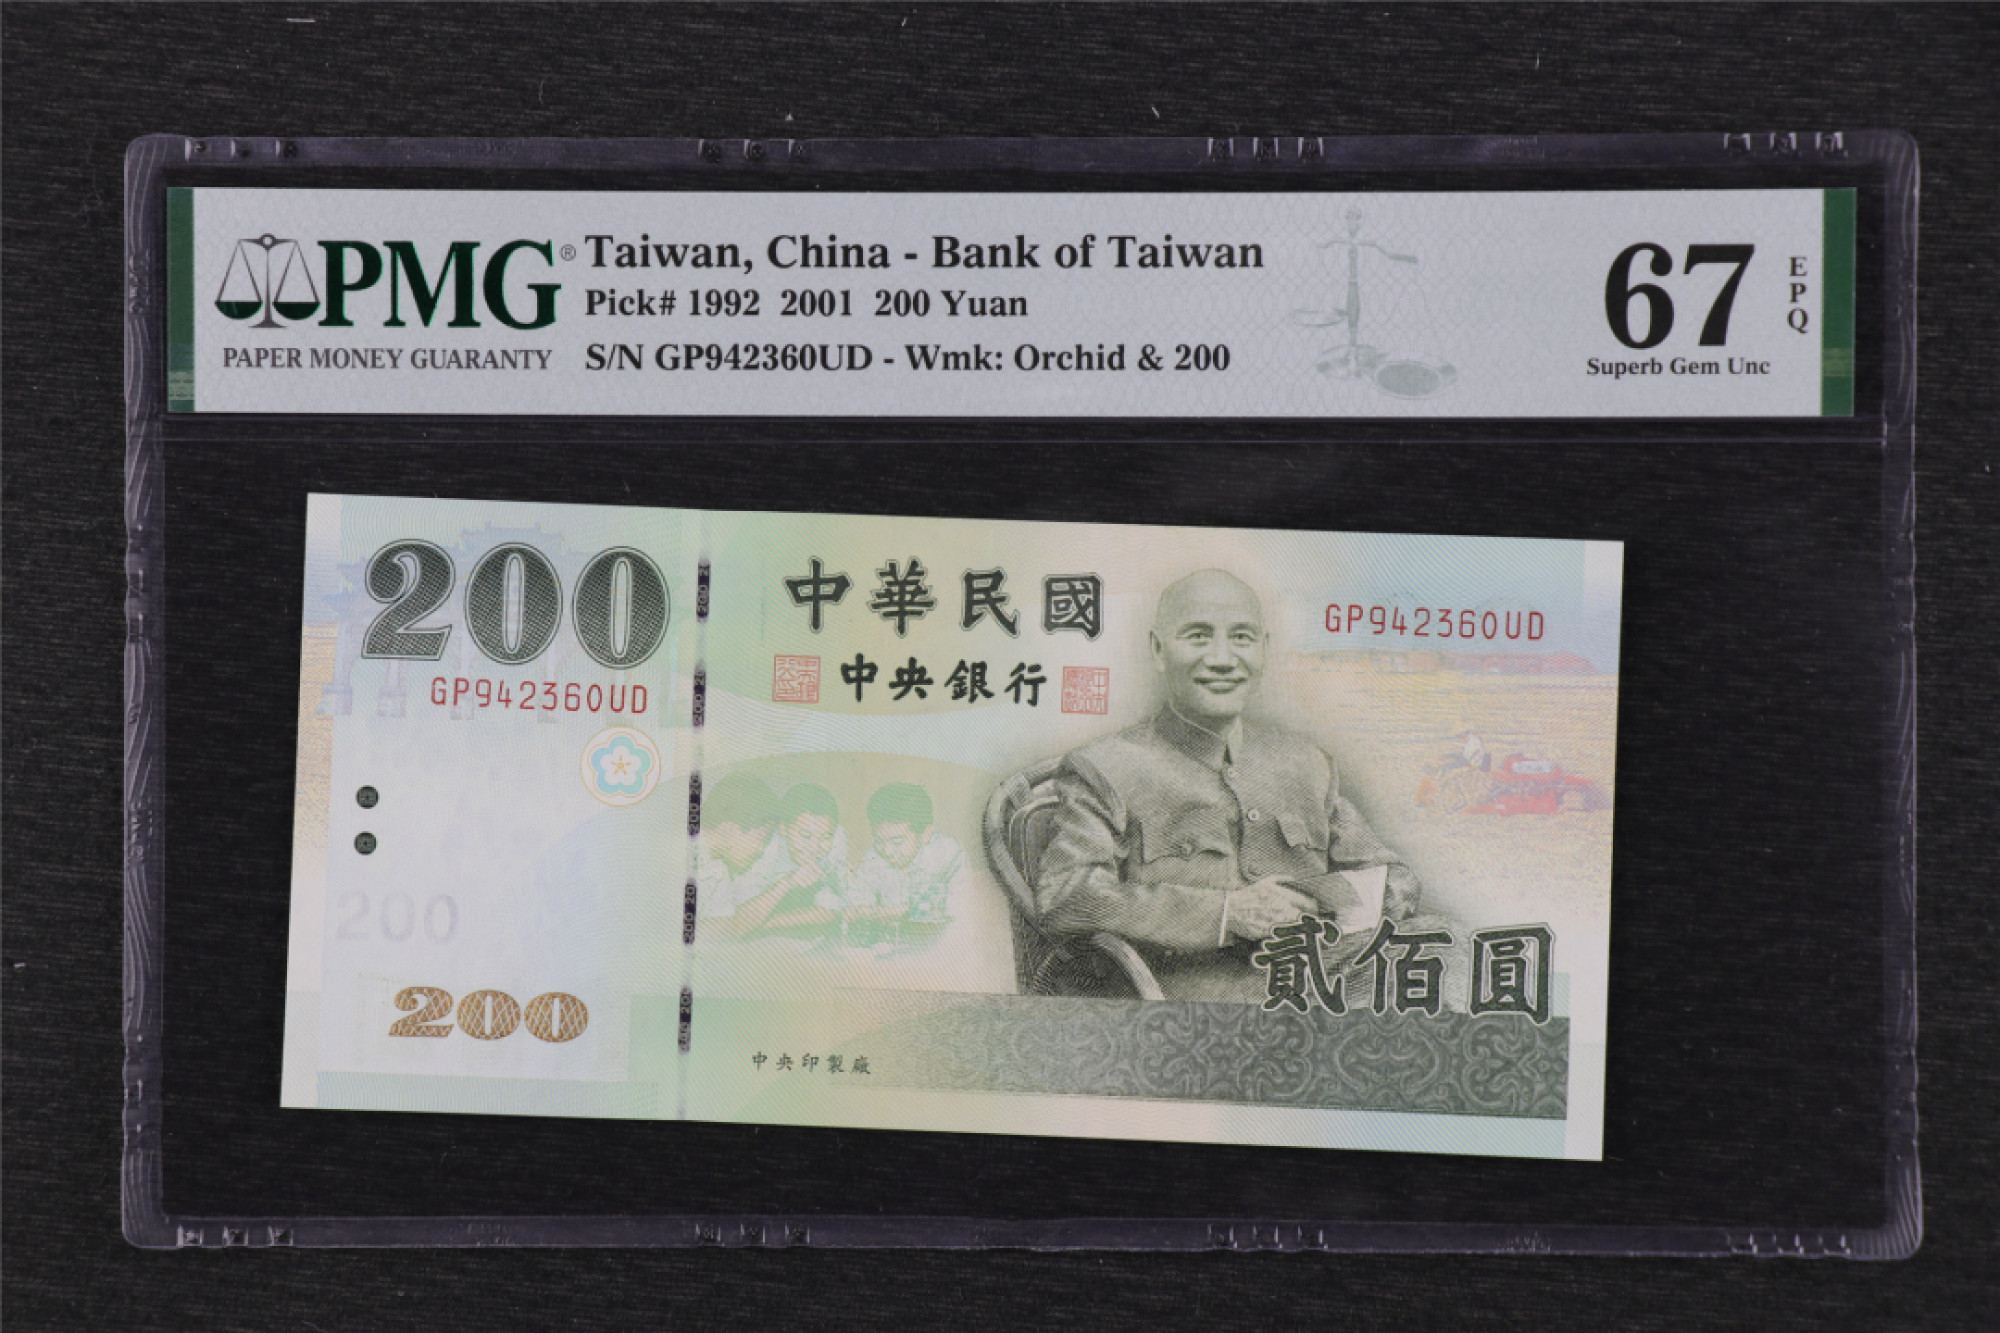 PMG®
PAPER MONEY GUARANTY
Taiwan, China - Bank of Taiwan
Pick# 1992 2001 200 Yuan
S/N GP942360UD - Wmk: Orchid & 200
67
EPQ
Superb Gem Unc
200
GP942360UD
中華民國
中央銀行
GP942360UD
200
200
貳佰圓
中央印製廠